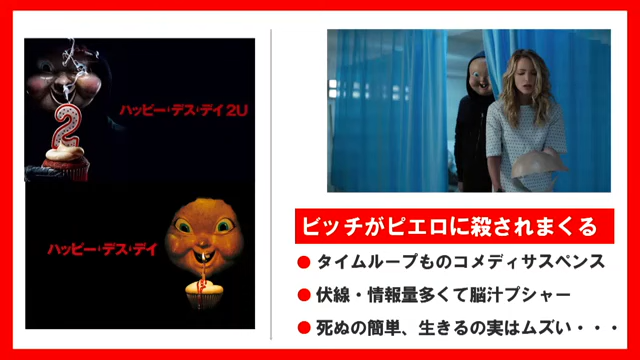 ハッピー・デス・デイ 2U
2
ハッピー・デス・デイ
ビッチがピエロに殺されまくる
● タイムループものコメディサスペンス
● 伏線・情報量多くて脳汁プシャー
● 死ぬの簡単、生きるの実はムズい・・・